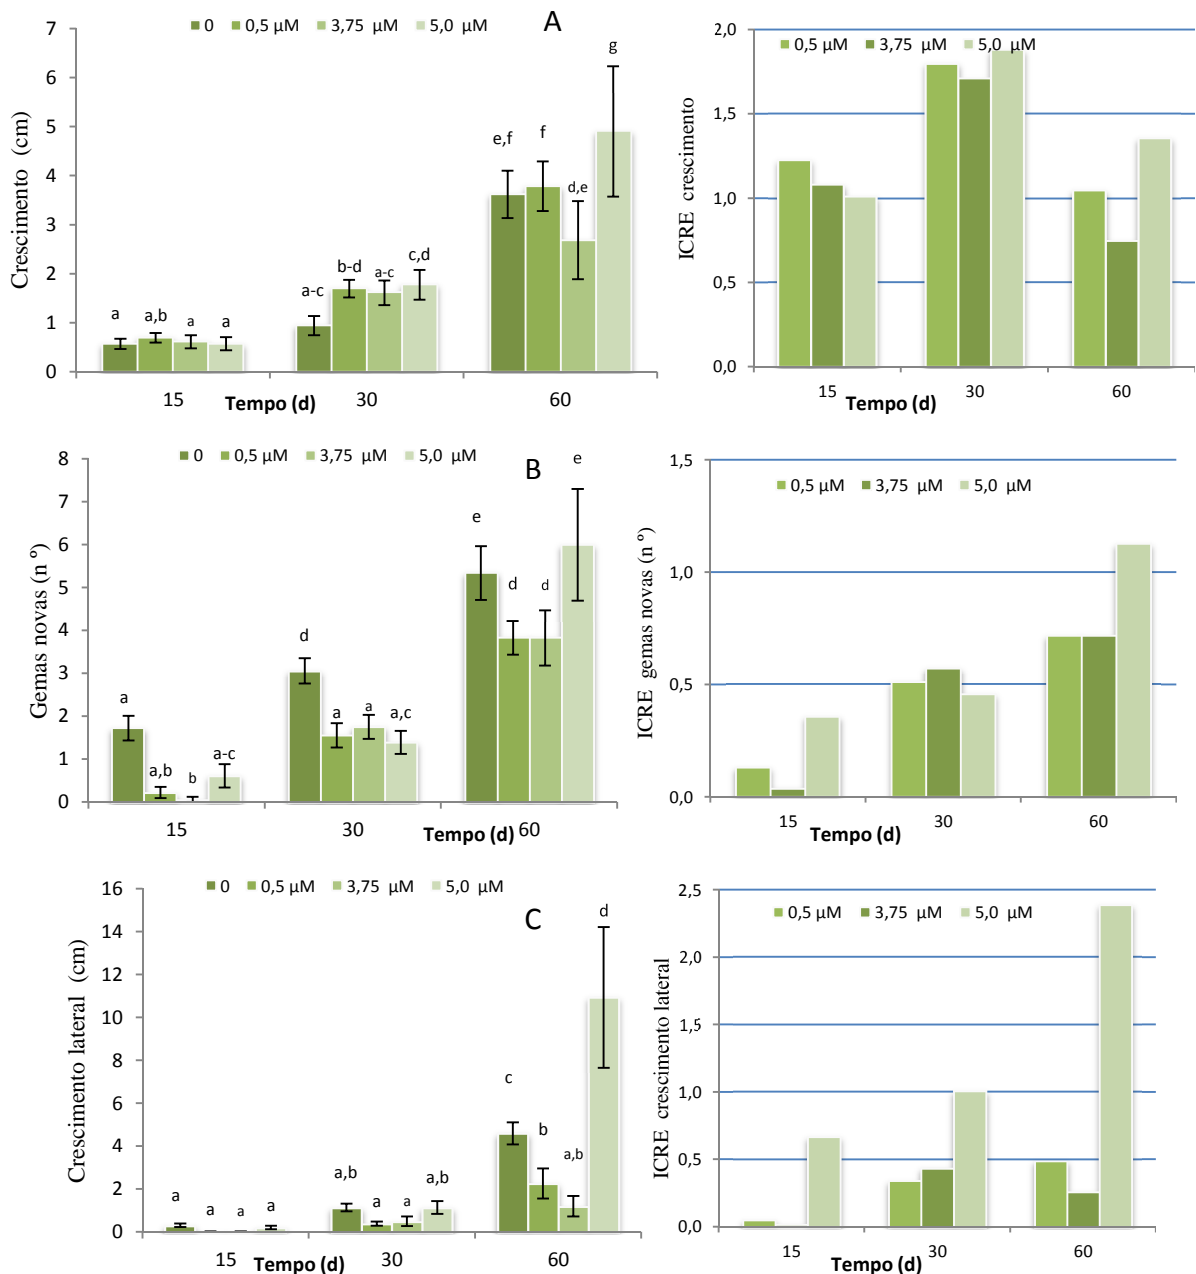 0 0,5 µM 3,75 µM 5,0 µM
A
Crescimento (cm)
7
6
5
4
3
2
1
0
a a,b a a
a-c b-d a-c c,d
e,f f d,e g
15 30 60
Tempo (d)
0,5 µM 3,75 µM 5,0 µM
ICRE crescimento
2,0
1,5
1,0
0,5
0,0
15 30 60
Tempo (d)
0 0,5 µM 3,75 µM 5,0 µM
B
Gemas novas (n º)
8
7
6
5
4
3
2
1
0
a a,b b a-c
d a a a,c
e d d e
15 30 60
Tempo (d)
0,5 µM 3,75 µM 5,0 µM
ICRE gemas novas (n º)
1,5
1,0
0,5
0,0
15 30 60
Tempo (d)
0 0,5 µM 3,75 µM 5,0 µM
C
Crescimento lateral (cm)
16
14
12
10
8
6
4
2
0
a a a a
a,b a a a,b
c b a,b d
15 30 60
Tempo (d)
0,5 µM 3,75 µM 5,0 µM
ICRE crescimento lateral
2,5
2,0
1,5
1,0
0,5
0,0
15 30 60
Tempo (d)